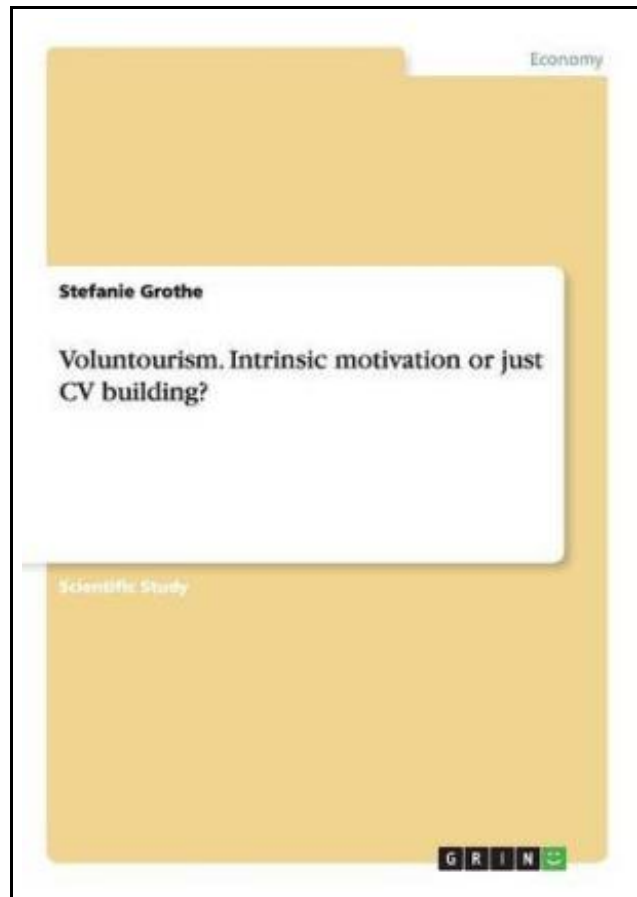 Economy
Stefanie Grothe
Voluntourism. Intrinsic motivation or just
CV building?
Scientific Study
GRIN